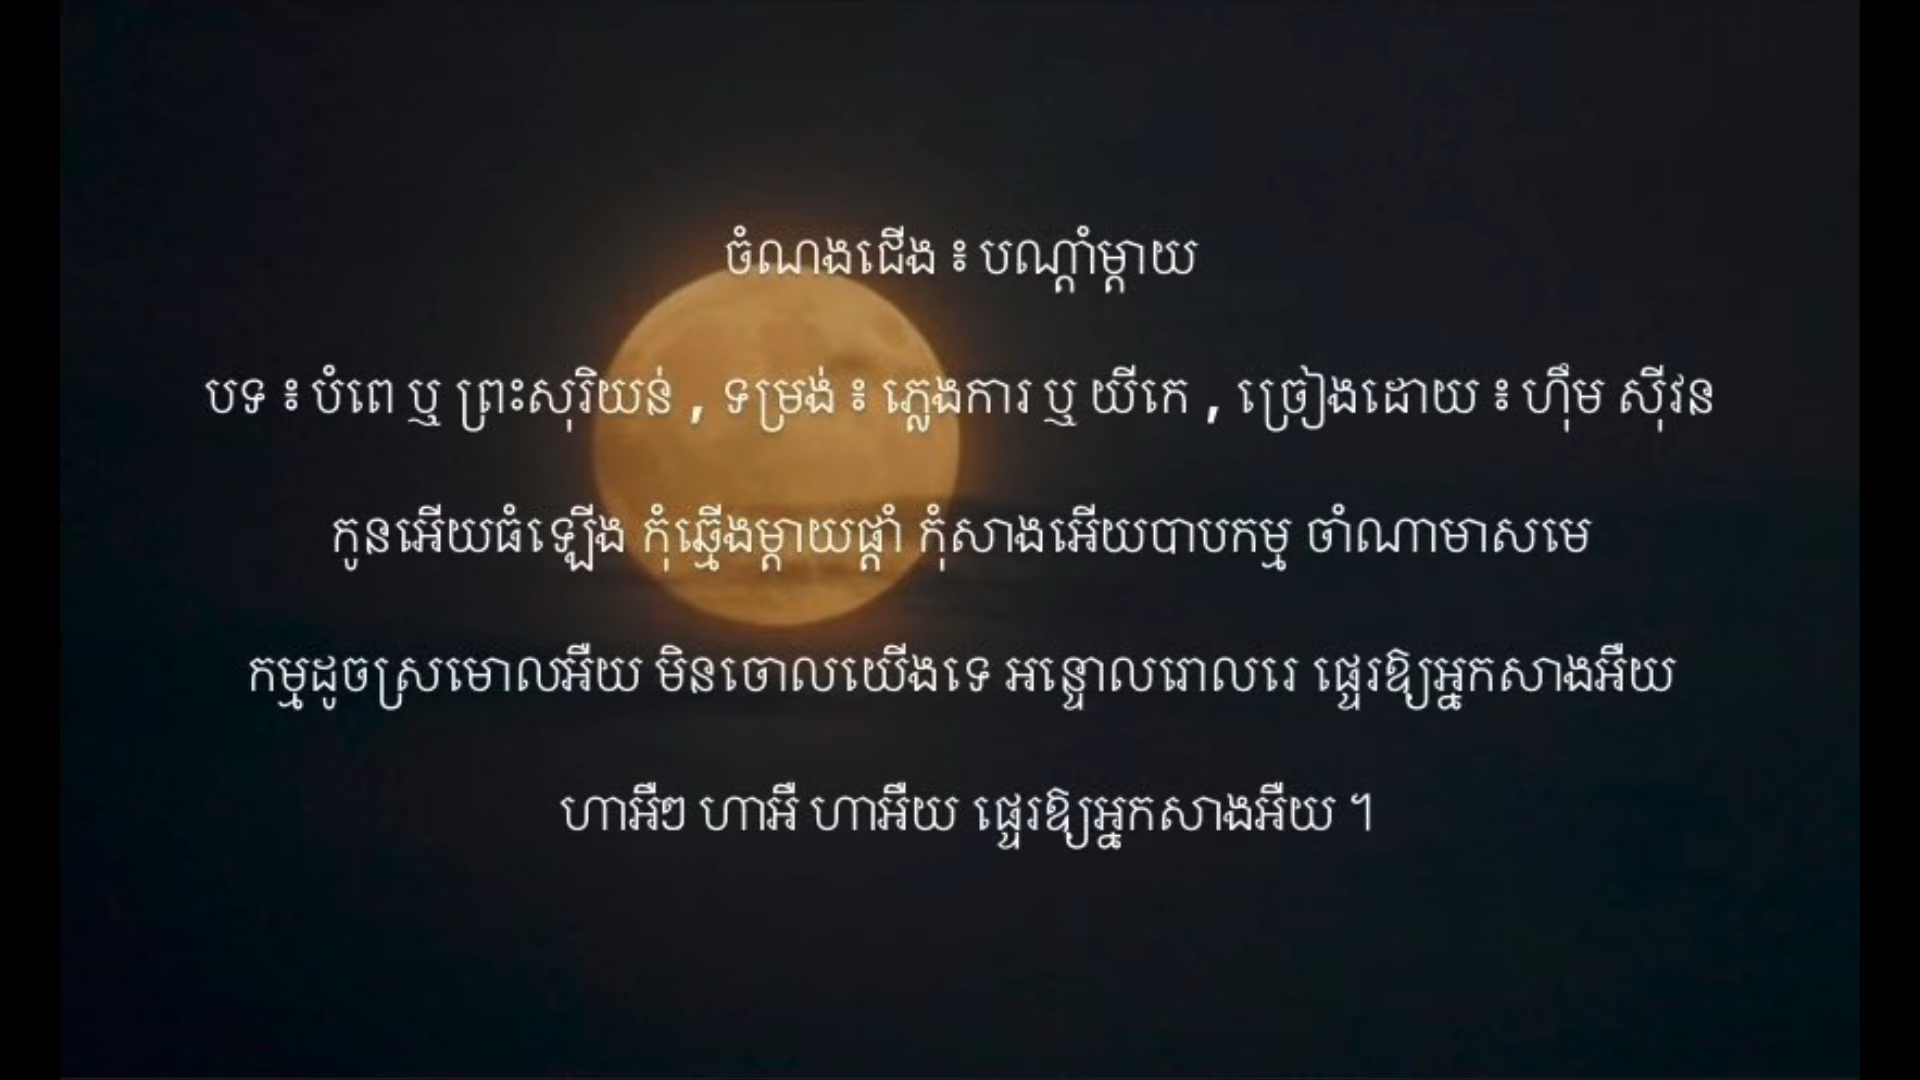 ចំណងជើង ៖ បណ្ដាំម្ដាយ
បទ ៖ បំពេ ឬ ព្រះសុរិយន់ , ទម្រង់ ៖ ភ្លេងការ ឬ យីកេ , ច្រៀងដោយ ៖ ហ៊ឹម ស៊ីវន
កូនអើយធំឡើង កុំឆ្មើងម្ដាយផ្ដាំ កុំសាងអើយបាបកម្ម ចាំណាមាសមេ
កម្មដូចស្រមោលអឺយ មិនចោលយើងទេ អន្ទោលរោលរេ ផ្ទេរឱ្យអ្នកសាងអឺយ
ហាអឺៗ ហាអឺ ហាអឺយ ផ្ទេរឱ្យអ្នកសាងអឺយ ។